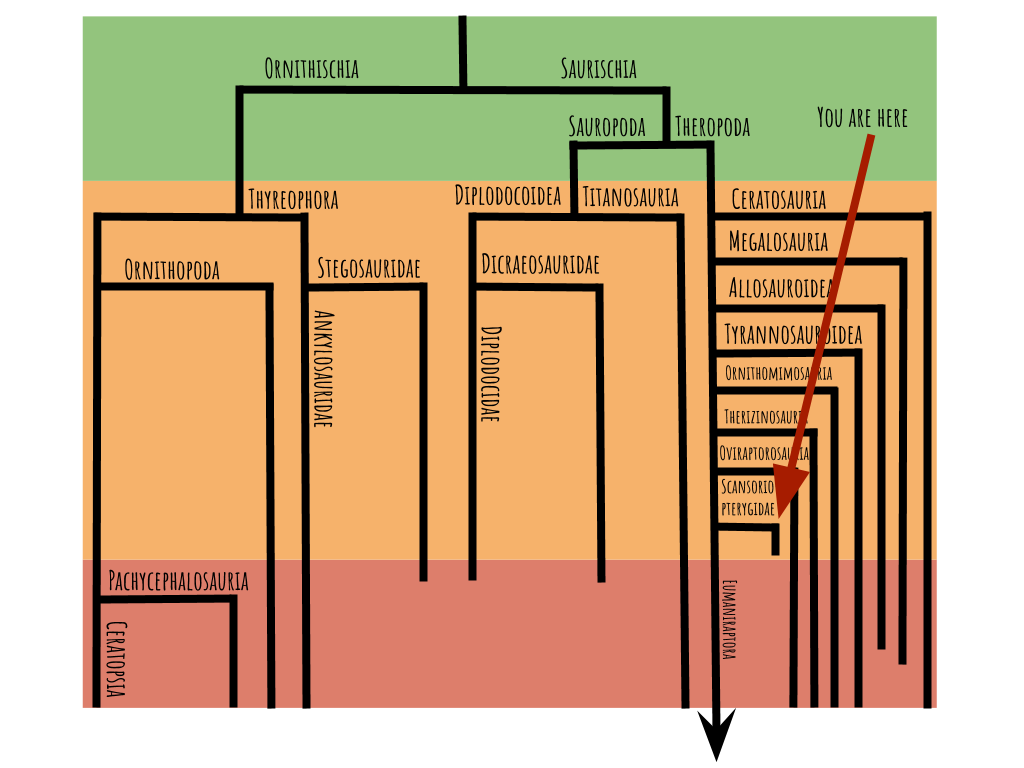 Ornithischia
Saurischia
You are here
Sauropoda
Theropoda
Thyreophora
Diplodocoidea
Titanosauria
Ceratosauria
Megalosauria
Ornithopoda
Stegosauridae
Dicraeosauridae
Allosauroidea
Ankylosauridae
Diplodocidae
Tyrannosauroidea
Ornithomimosauria
Therizinosauria
Oviraptorosauria
Scansorio
pterygidae
Pachycephalosauria
Ceratopsia
Eumaniraptora